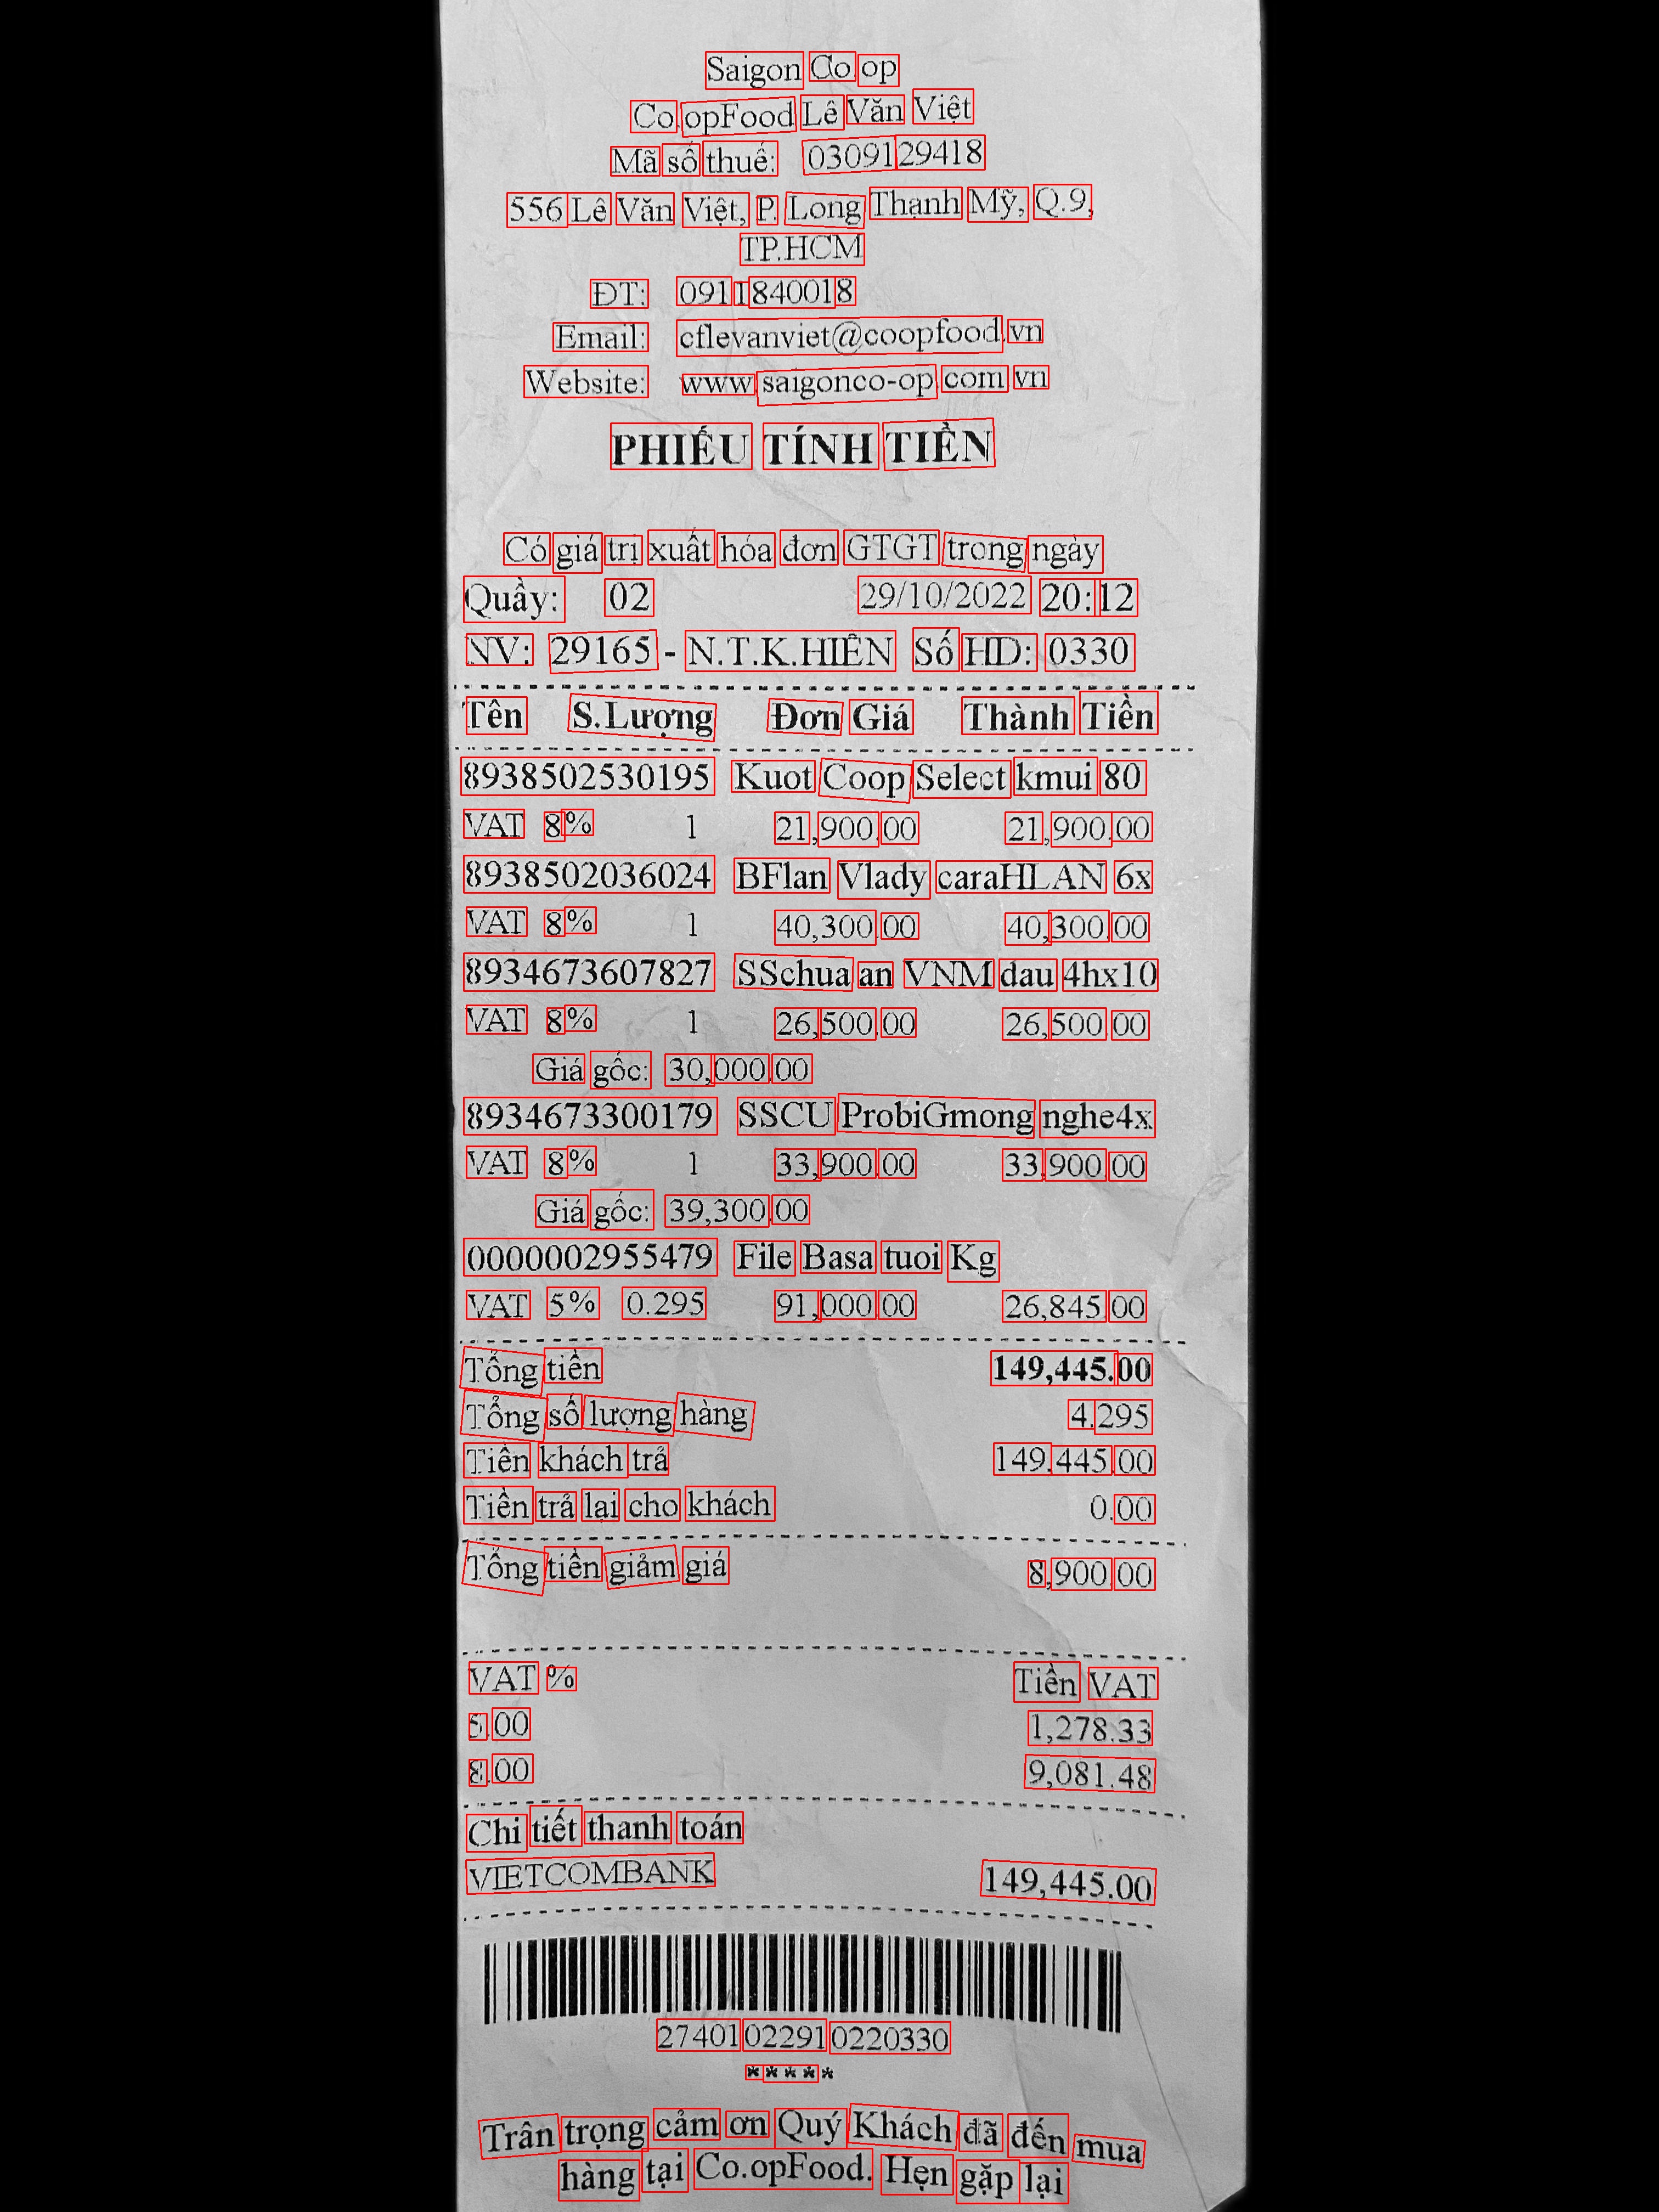 Saigon Co.op
Co.opFood Lê Văn Việt
Mã số thuế: 0309129418
556 Lê Văn Việt, P. Long Thạnh Mỹ, Q.9,
TP.HCM
ĐT: 0911840018
Email: cflevanviet@coopfood.vn
Website: www.saigonco-op.com.vn
PHIẾU TÍNH TIỀN
Có giá trị xuất hóa đơn GTGT trong ngày
Quầy: 02 29/10/2022 20:12
NV: 29165 - N.T.K.HIỀN Số HD: 0330
Tên S.Lượng Đơn Giá Thành Tiền
8938502530195 Kuot Coop Select kmui 80
VAT 8% 1 21,900.00 21,900.00
8938502036024 BFlan Vlady caraHLAN 6x
VAT 8% 1 40,300.00 40,300.00
8934673607827 SSchua an VNM dau 4hx10
VAT 8% 1 26,500.00 26,500.00
Giá gốc: 30,000.00
8934673300179 SSCU ProbiGmong nghe4x
VAT 8% 1 33,900.00 33,900.00
Giá gốc: 39,300.00
0000002955479 File Basa tuoi Kg
VAT 5% 0.295 91,000.00 26,845.00
Tổng tiền 149,445.00
Tổng số lượng hàng 4.295
Tiền khách trả 149,445.00
Tiền trả lại cho khách 0.00
Tổng tiền giảm giá 8,900.00
VAT % Tiền VAT
5.00 1,278.33
8.00 9,081.48
Chi tiết thanh toán
VIETCOMBANK 149,445.00
27401022910220330
*****
Trân trọng cảm ơn Quý Khách đã đến mua
hàng tại Co.opFood. Hẹn gặp lại